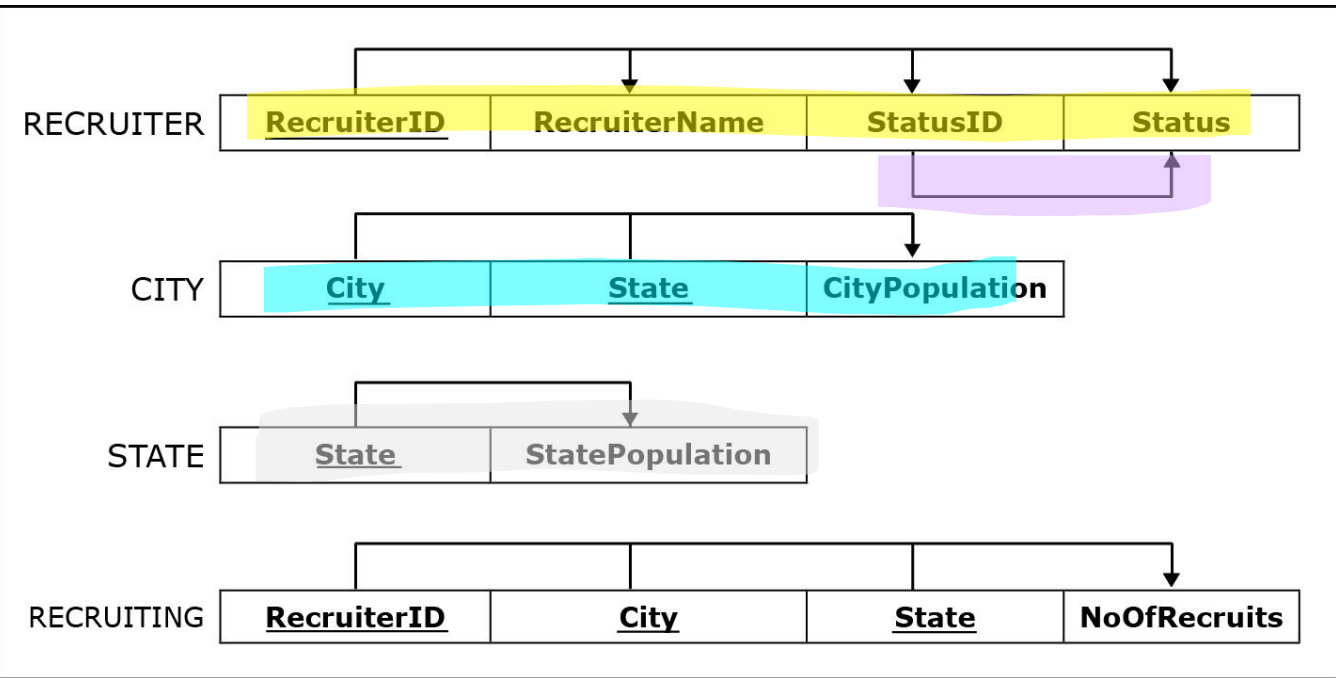 RECRUITER RecruiterID RecruiterName StatusID Status
CITY City State CityPopulation
STATE State StatePopulation
RECRUITING RecruiterID City State NoOfRecruits